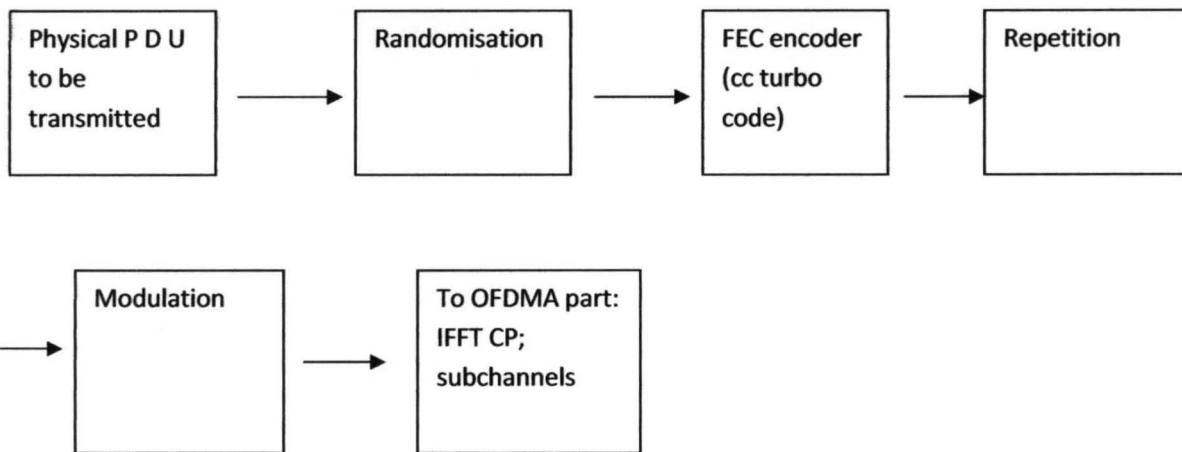 Physical P D U
to be
transmitted
Randomisation
FEC encoder
(cc turbo
code)
Repetition
Modulation
To OFDMA part:
IFFT CP;
subchannels